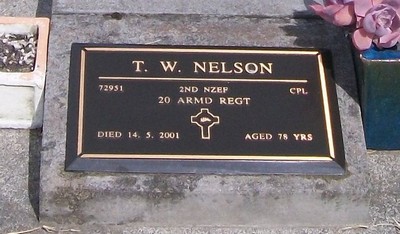 T. W. NELSON
72951 2ND NZEF CPL
20 ARMD REGT
DIED 14. 5. 2001 AGED 78 YRS